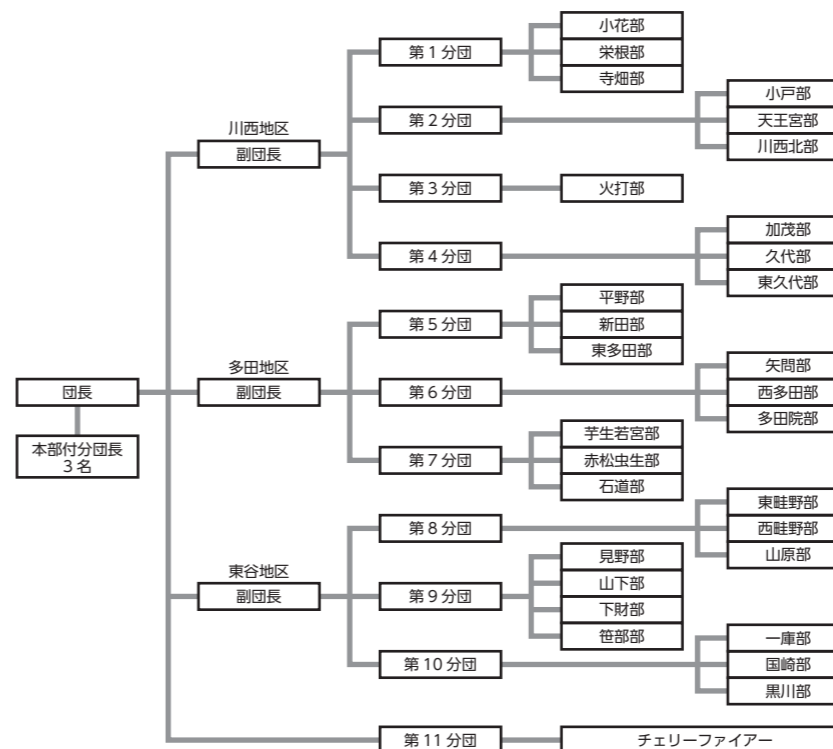 団長
本部付分団長
3名
川西地区
副団長
第1分団
小花部
栄根部
寺畑部
第2分団
小戸部
天王宮部
川西北部
第3分団
火打部
第4分団
加茂部
久代部
東久代部
多田地区
副団長
第5分団
平野部
新田部
東多田部
第6分団
矢問部
西多田部
多田院部
第7分団
芋生若宮部
赤松虫生部
石道部
東谷地区
副団長
第8分団
東畦野部
西畦野部
山原部
第9分団
見野部
山下部
下財部
笹部部
第10分団
一庫部
国崎部
黒川部
第11分団
チェリーファイアー